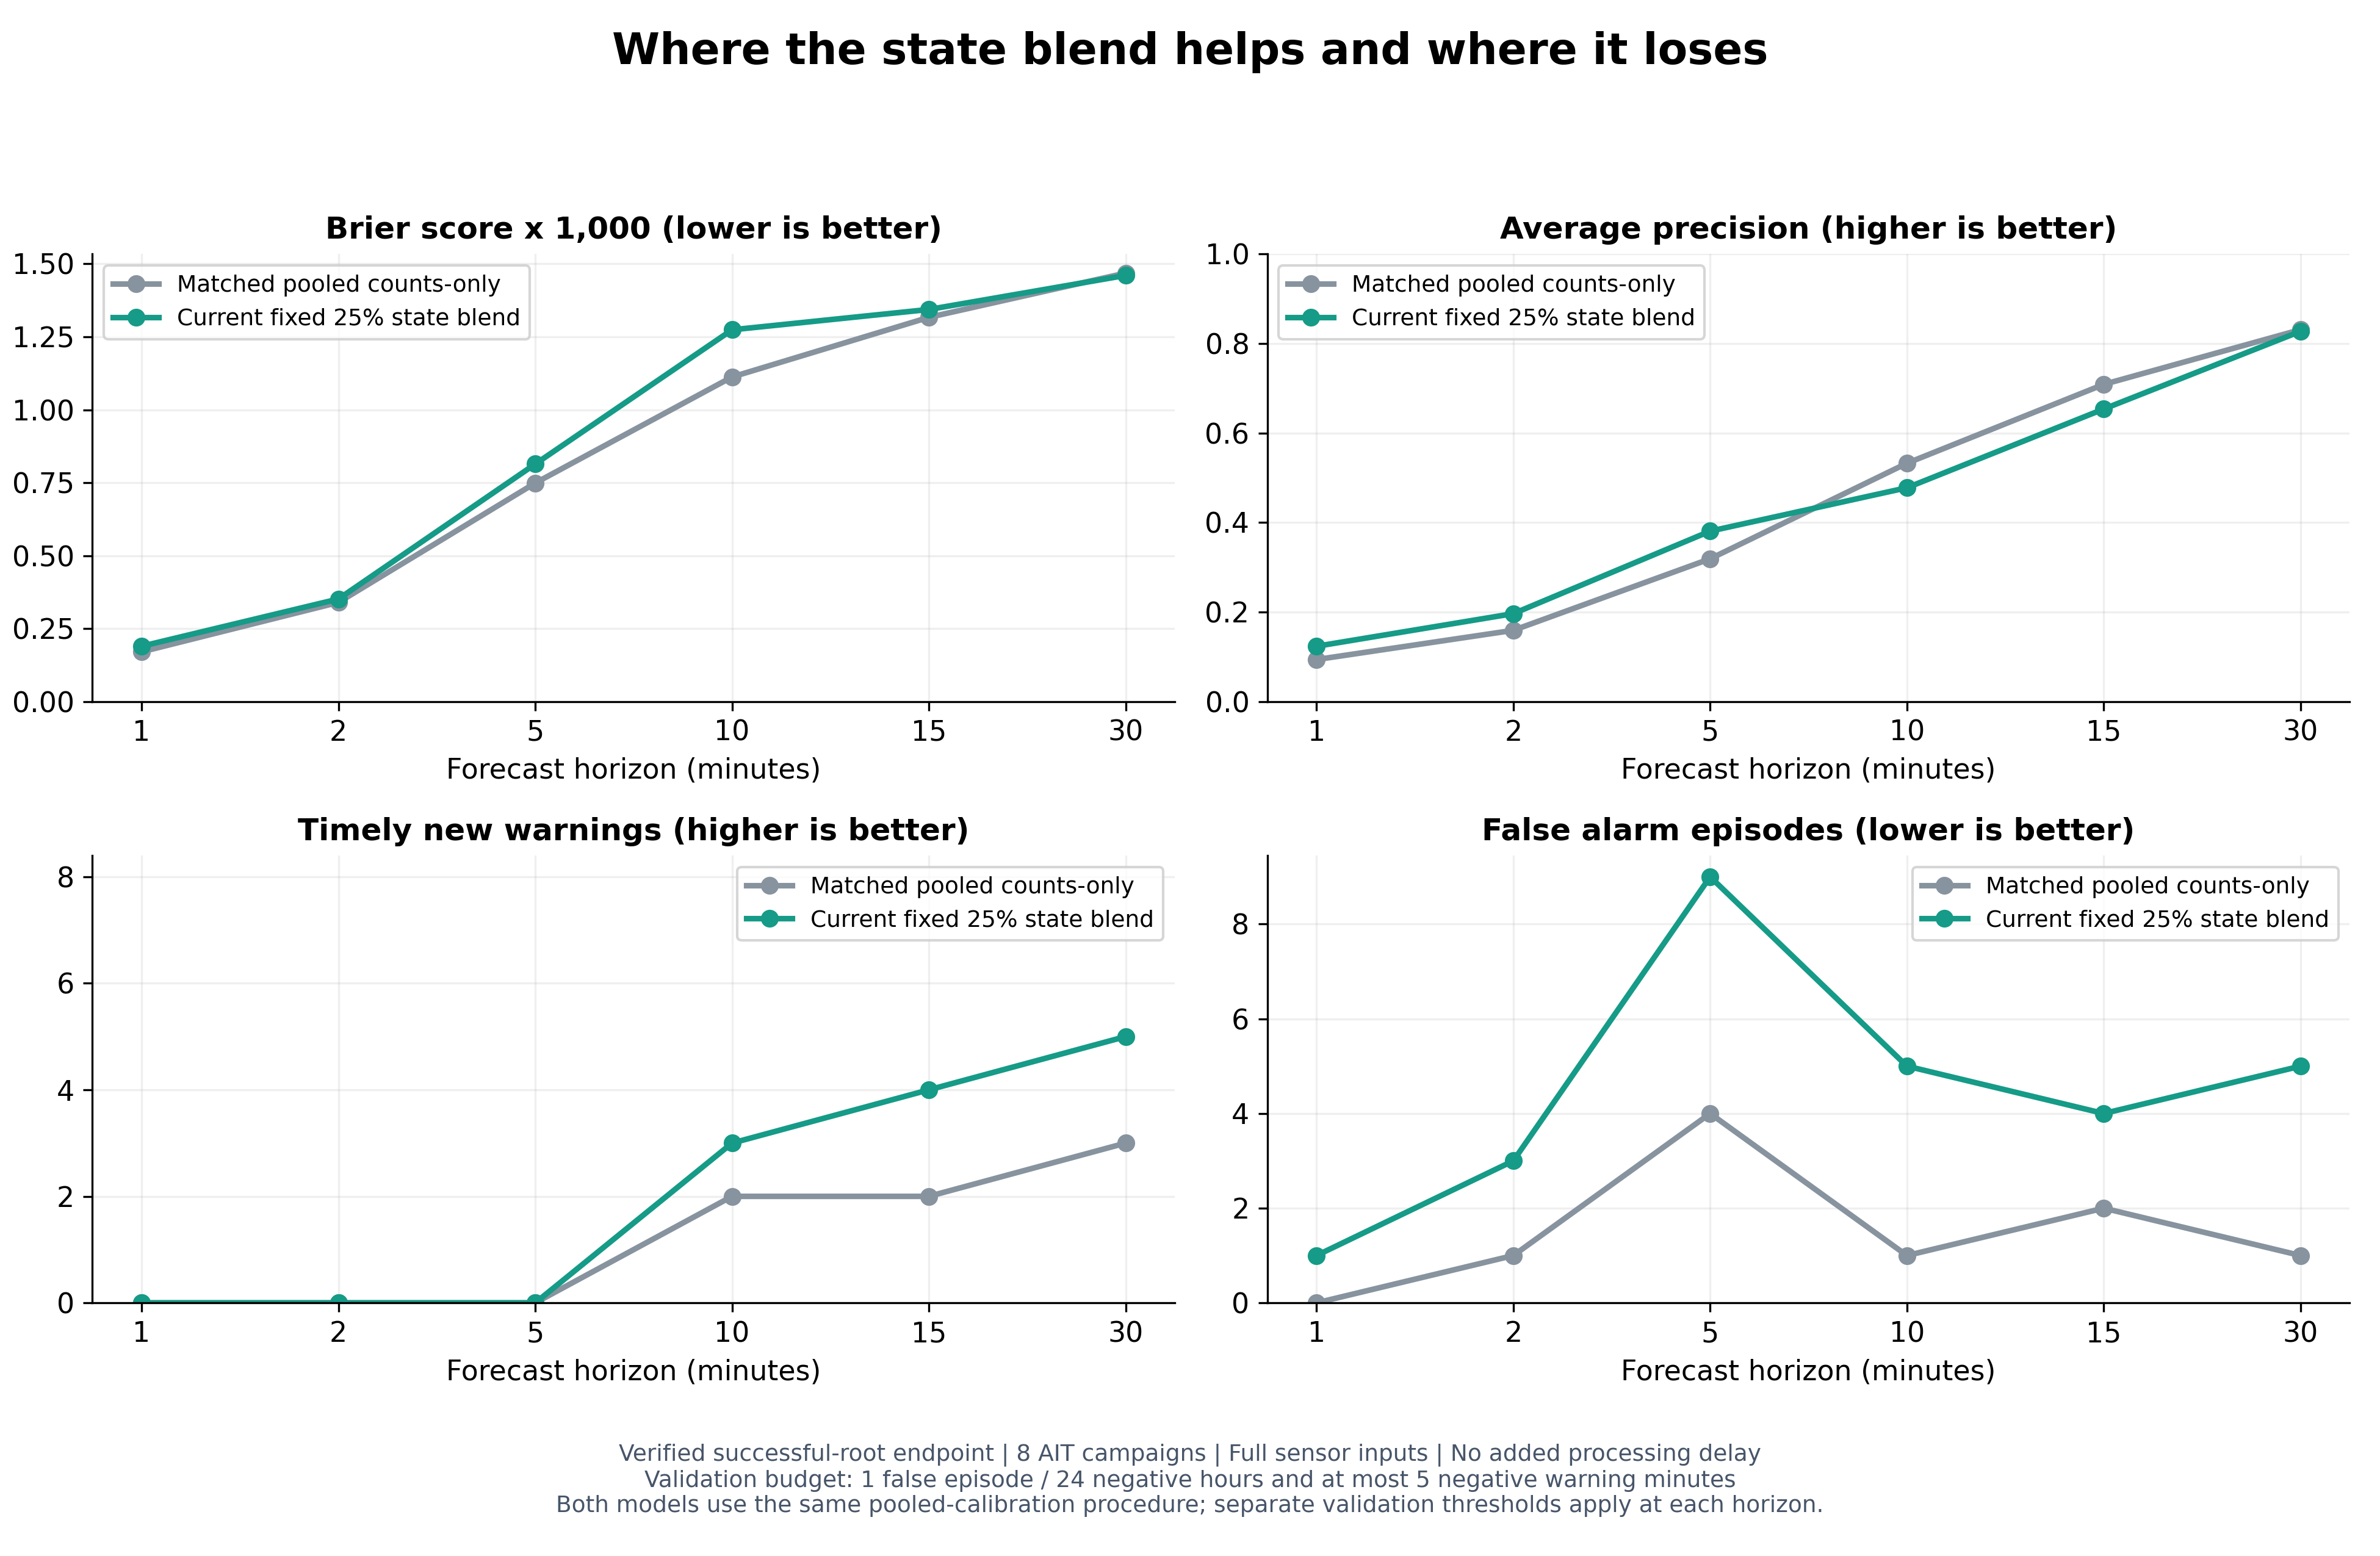 Where the state blend helps and where it loses
Brier score x 1,000 (lower is better)
1.50
1.25
1.00
0.75
0.50
0.25
0.00
Matched pooled counts-only
Current fixed 25% state blend
1 2 5 10 15 30
Forecast horizon (minutes)
Average precision (higher is better)
1.0
0.8
0.6
0.4
0.2
0.0
Matched pooled counts-only
Current fixed 25% state blend
1 2 5 10 15 30
Forecast horizon (minutes)
Timely new warnings (higher is better)
8
6
4
2
0
Matched pooled counts-only
Current fixed 25% state blend
1 2 5 10 15 30
Forecast horizon (minutes)
False alarm episodes (lower is better)
8
6
4
2
0
Matched pooled counts-only
Current fixed 25% state blend
1 2 5 10 15 30
Forecast horizon (minutes)
Verified successful-root endpoint | 8 AIT campaigns | Full sensor inputs | No added processing delay
Validation budget: 1 false episode / 24 negative hours and at most 5 negative warning minutes
Both models use the same pooled-calibration procedure; separate validation thresholds apply at each horizon.